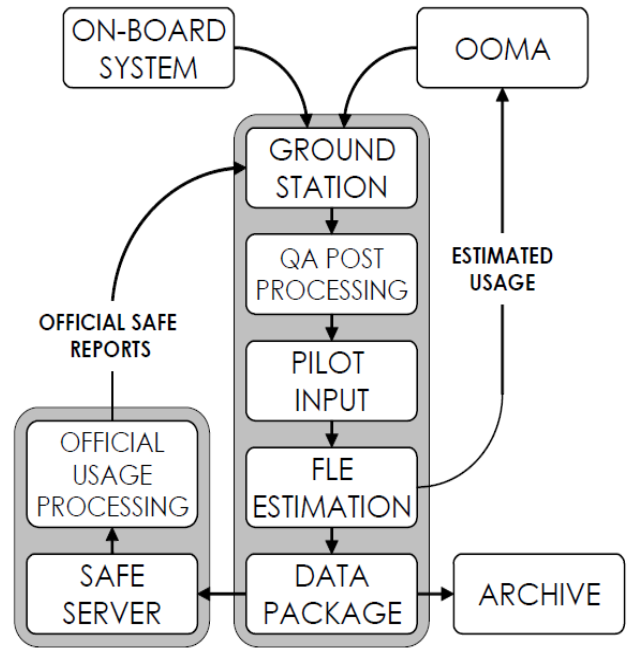 ON-BOARD
SYSTEM
OOMA
GROUND
STATION
QA POST
PROCESSING
ESTIMATED
USAGE
OFFICIAL SAFE
REPORTS
PILOT
INPUT
OFFICIAL
USAGE
PROCESSING
FLE
ESTIMATION
SAFE
SERVER
DATA
PACKAGE
ARCHIVE